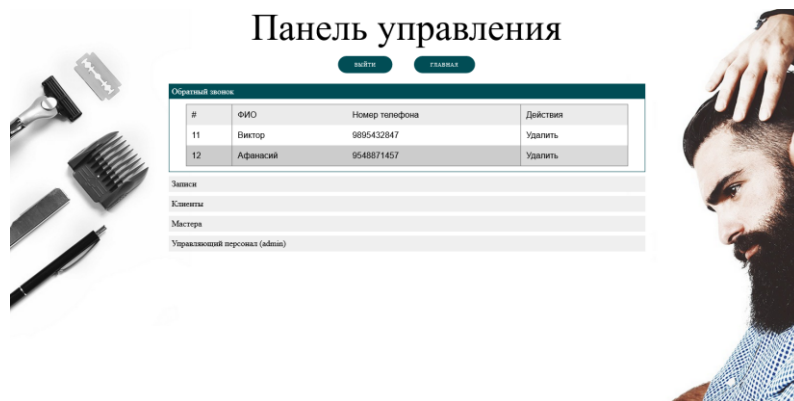 Панель управления
ВЫЙТИ ГЛАВНАЯ
Обратный звонок
# ФИО Номер телефона Действия
11 Виктор 9895432847 Удалить
12 Афанасий 9548871457 Удалить
Записи
Клиенты
Мастера
Управляющий персонал (admin)